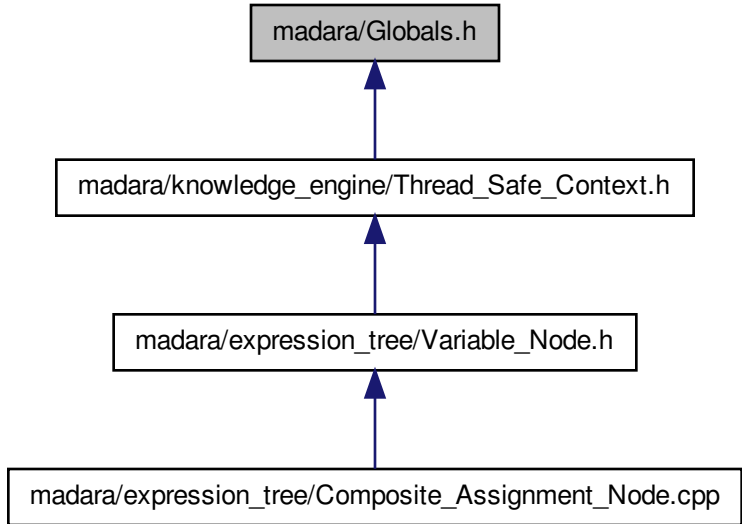 madara/Globals.h
madara/knowledge_engine/Thread_Safe_Context.h
madara/expression_tree/Variable_Node.h
madara/expression_tree/Composite_Assignment_Node.cpp